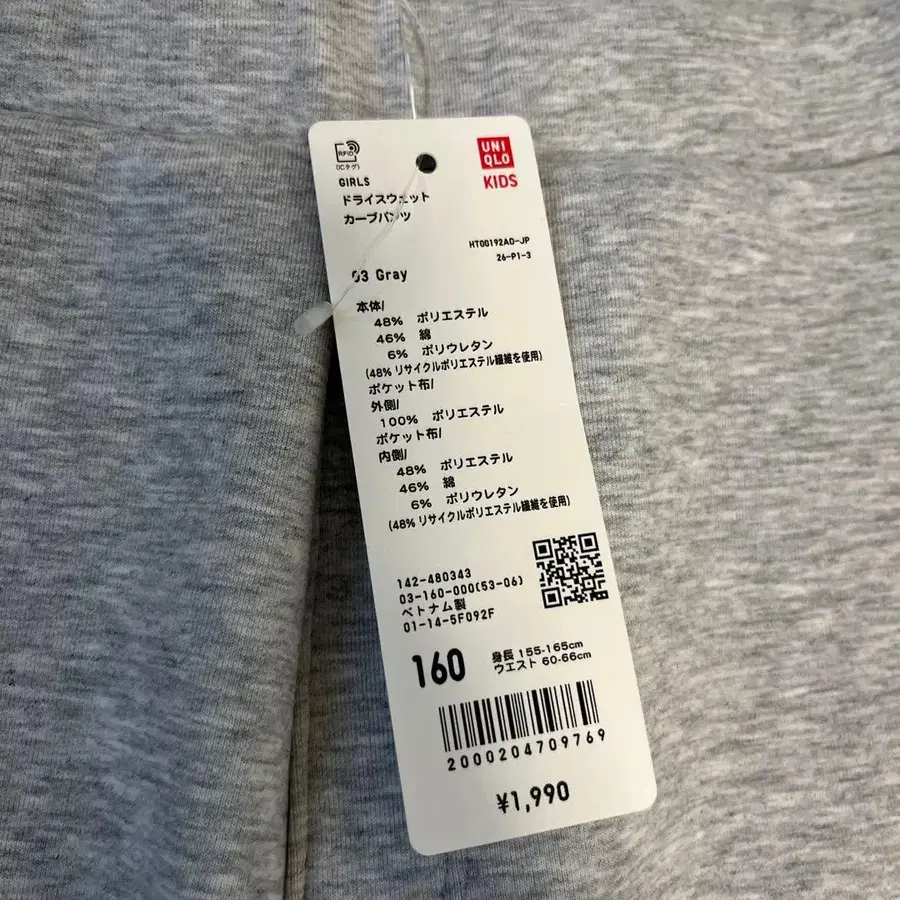 RFID
(ICタグ)
UNI
QLO
KIDS
GIRLS
ドライスウェット
カーブパンツ
HT00192AD-JP
26-P1-3
03 Gray
本体/
48% ポリエステル
46% 綿
6% ポリウレタン
(48% リサイクルポリエステル繊維を使用)
ポケット布/
外側/
100% ポリエステル
ポケット布/
内側/
48% ポリエステル
46% 綿
6% ポリウレタン
(48% リサイクルポリエステル繊維を使用)
142-480343
03-160-000(53-06)
ベトナム製
01-14-5F092F
160
身長 155-165cm
ウエスト 60-66cm
2000204709769
¥1,990